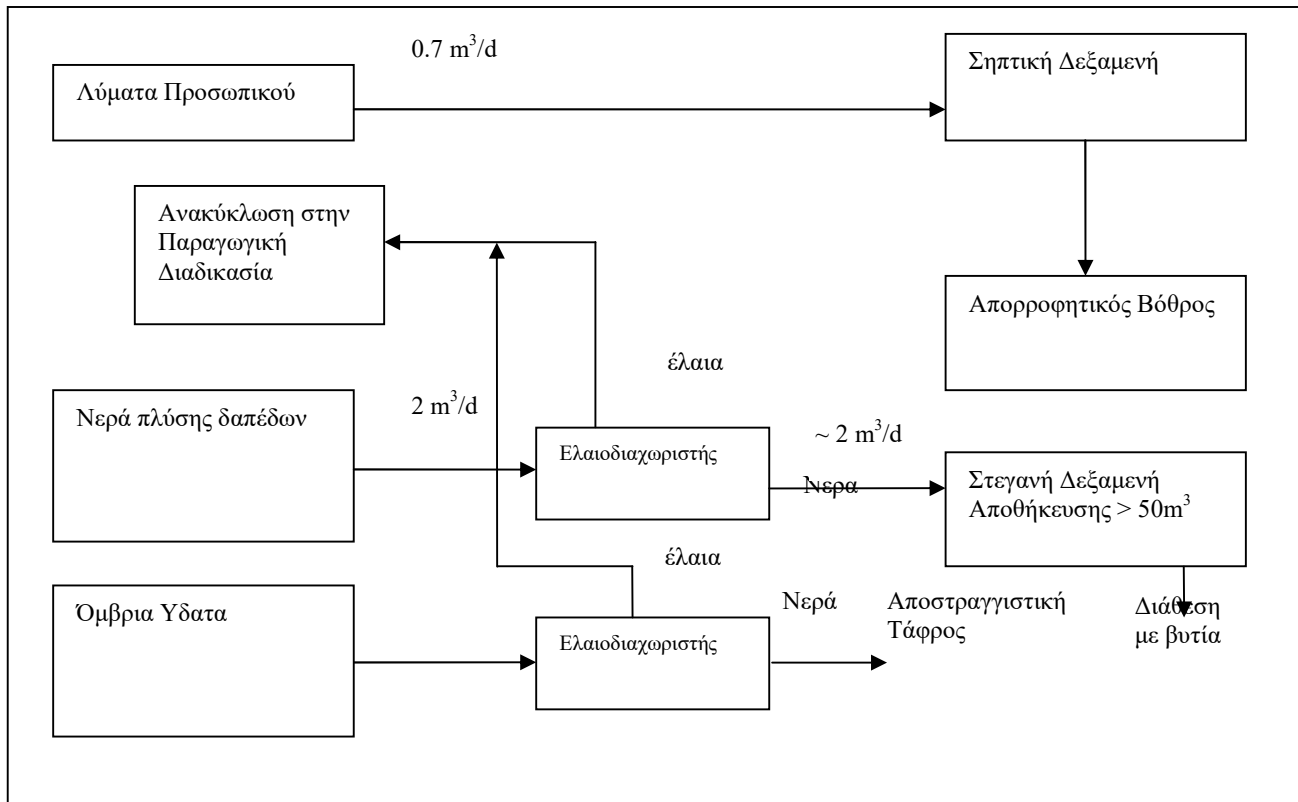 0.7 m³/d
Λύματα Προσωπικού
Σηπτική Δεξαμενή
Ανακύκλωση στην
Παραγωγική
Διαδικασία
Απορροφητικός Βόθρος
έλαια
Νερά πλύσης δαπέδων
2 m³/d
Ελαιοδιαχωριστής
~ 2 m³/d
Νερα
Στεγανή Δεξαμενή
Αποθήκευσης > 50m³
έλαια
Όμβρια Υδατα
Ελαιοδιαχωριστής
Νερά
Αποστραγγιστική
Τάφρος
Διάθεση
με βυτία